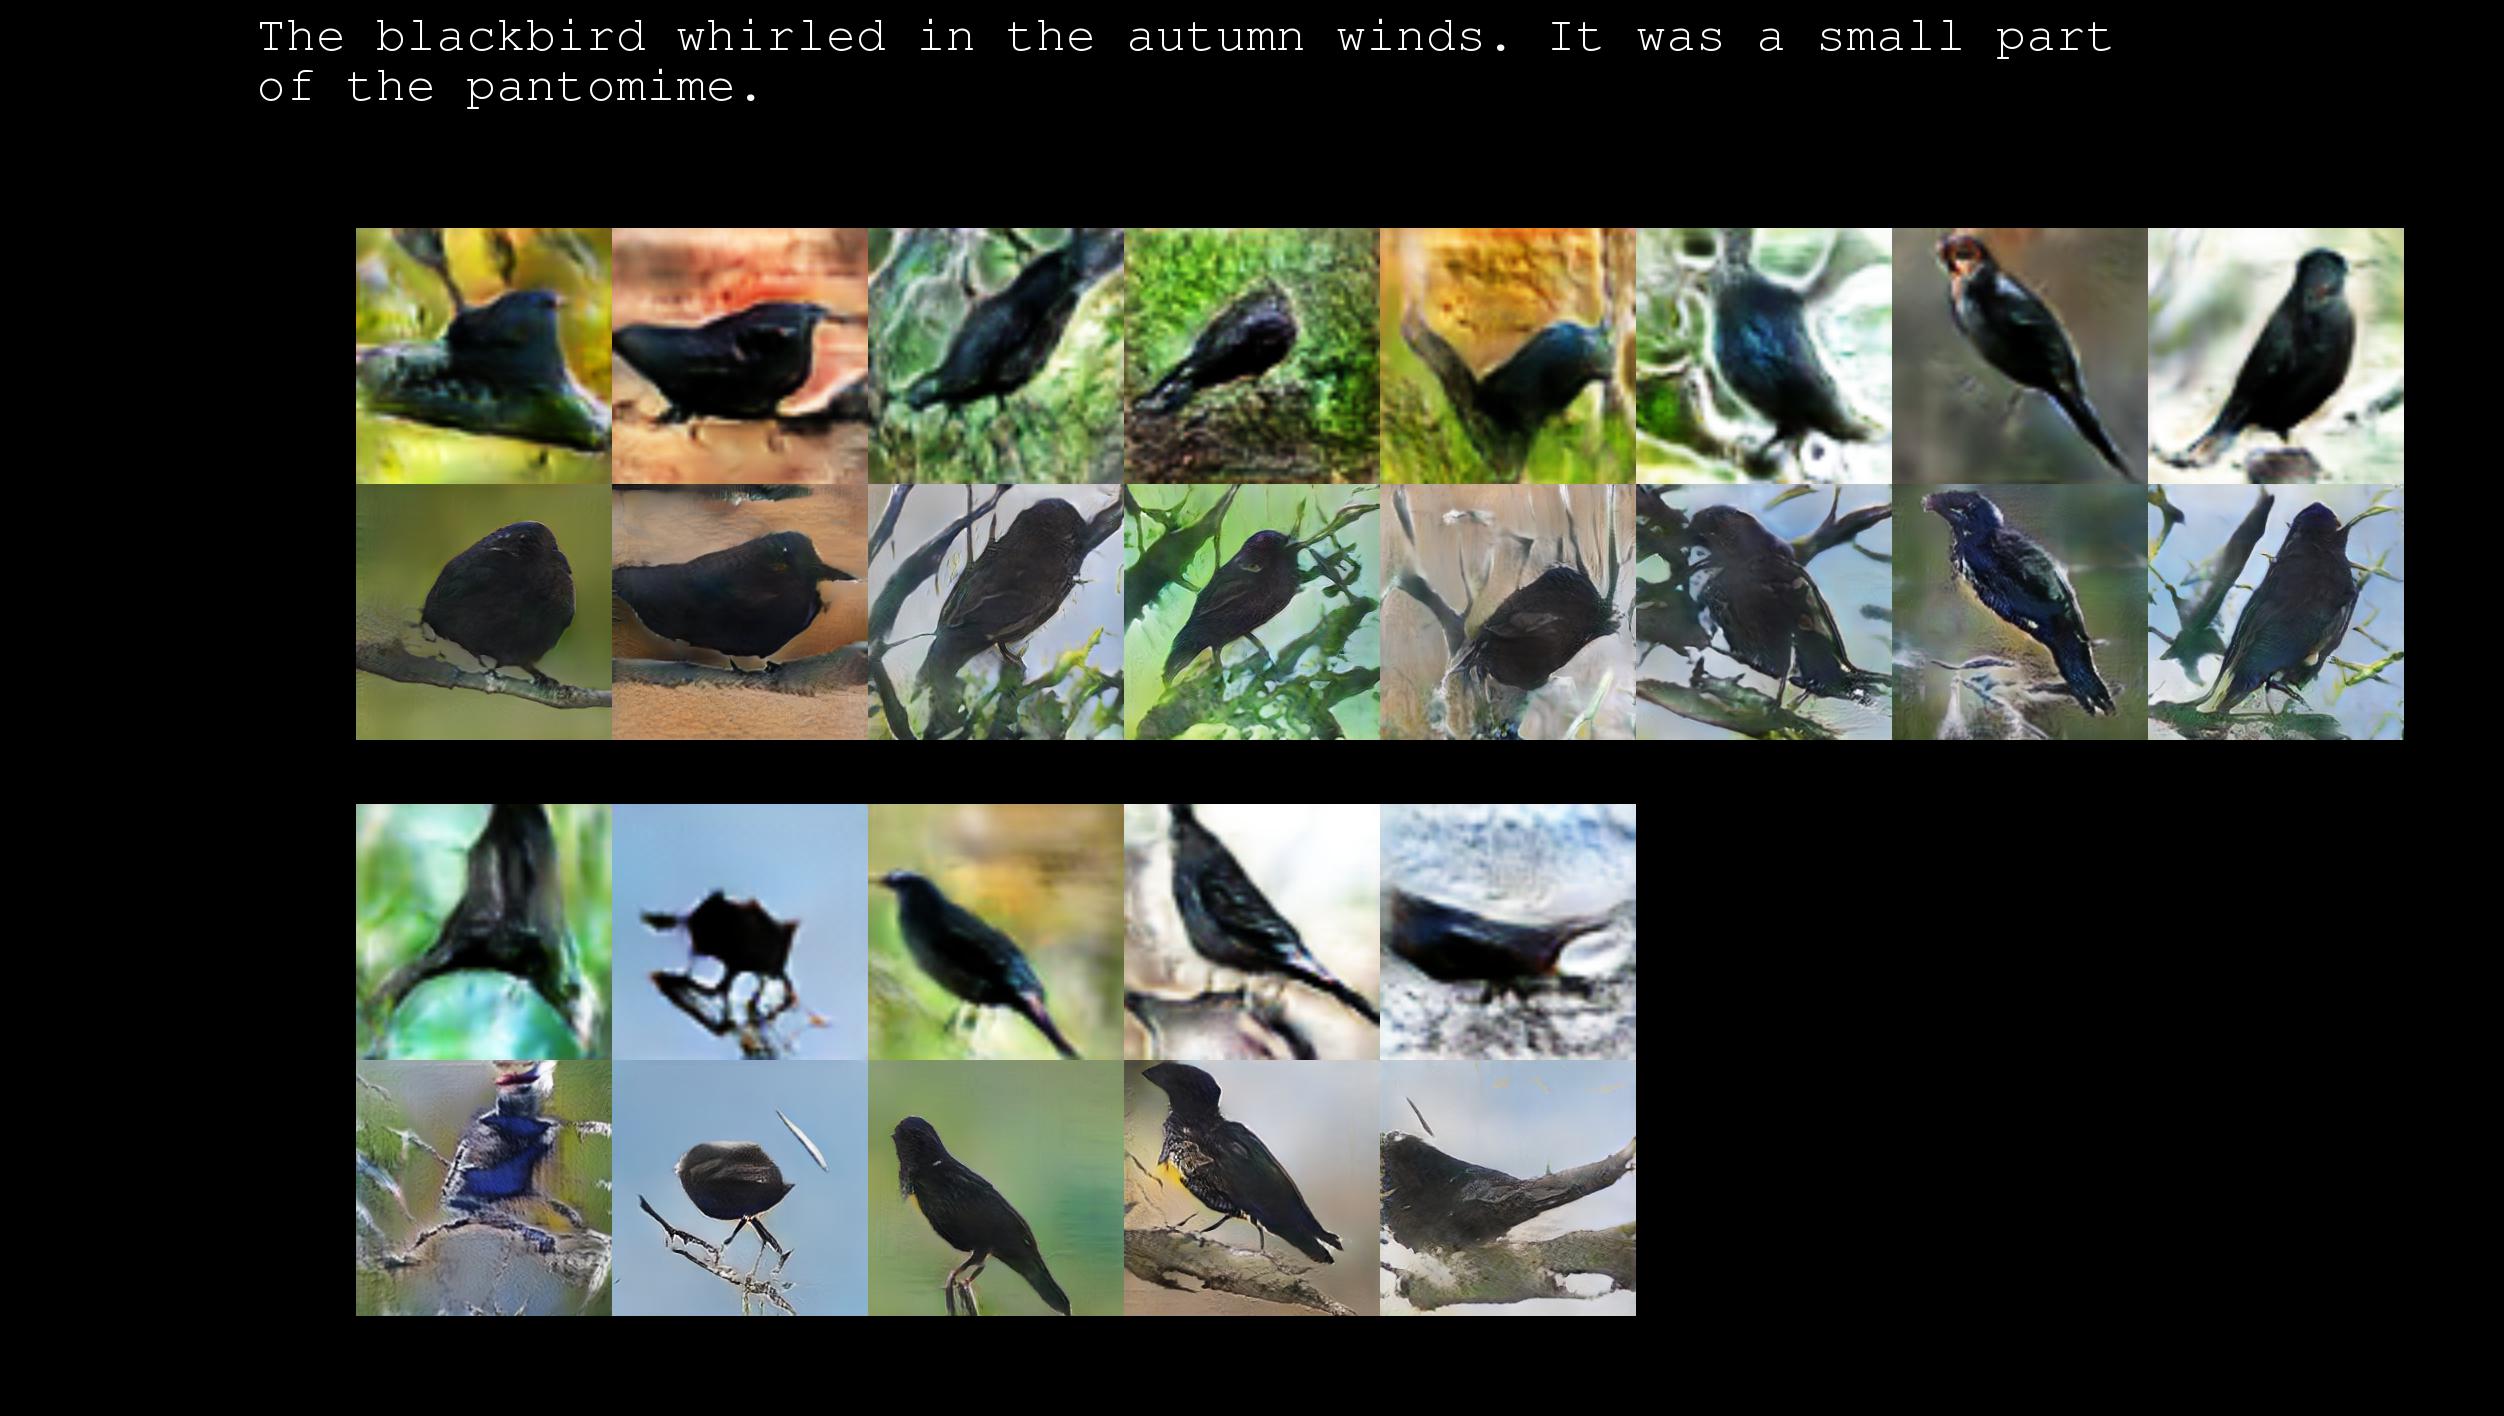 The blackbird whirled in the autumn winds. It was a small part
of the pantomime.